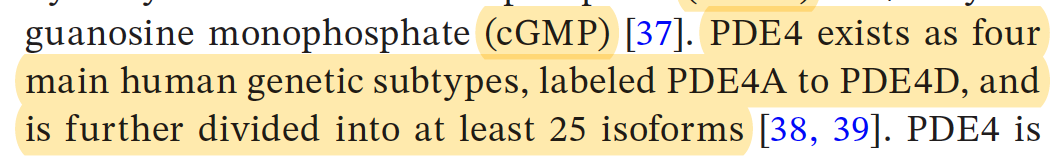 guanosine monophosphate (cGMP) [37]. PDE4 exists as four
main human genetic subtypes, labeled PDE4A to PDE4D, and
is further divided into at least 25 isoforms [38, 39]. PDE4 is